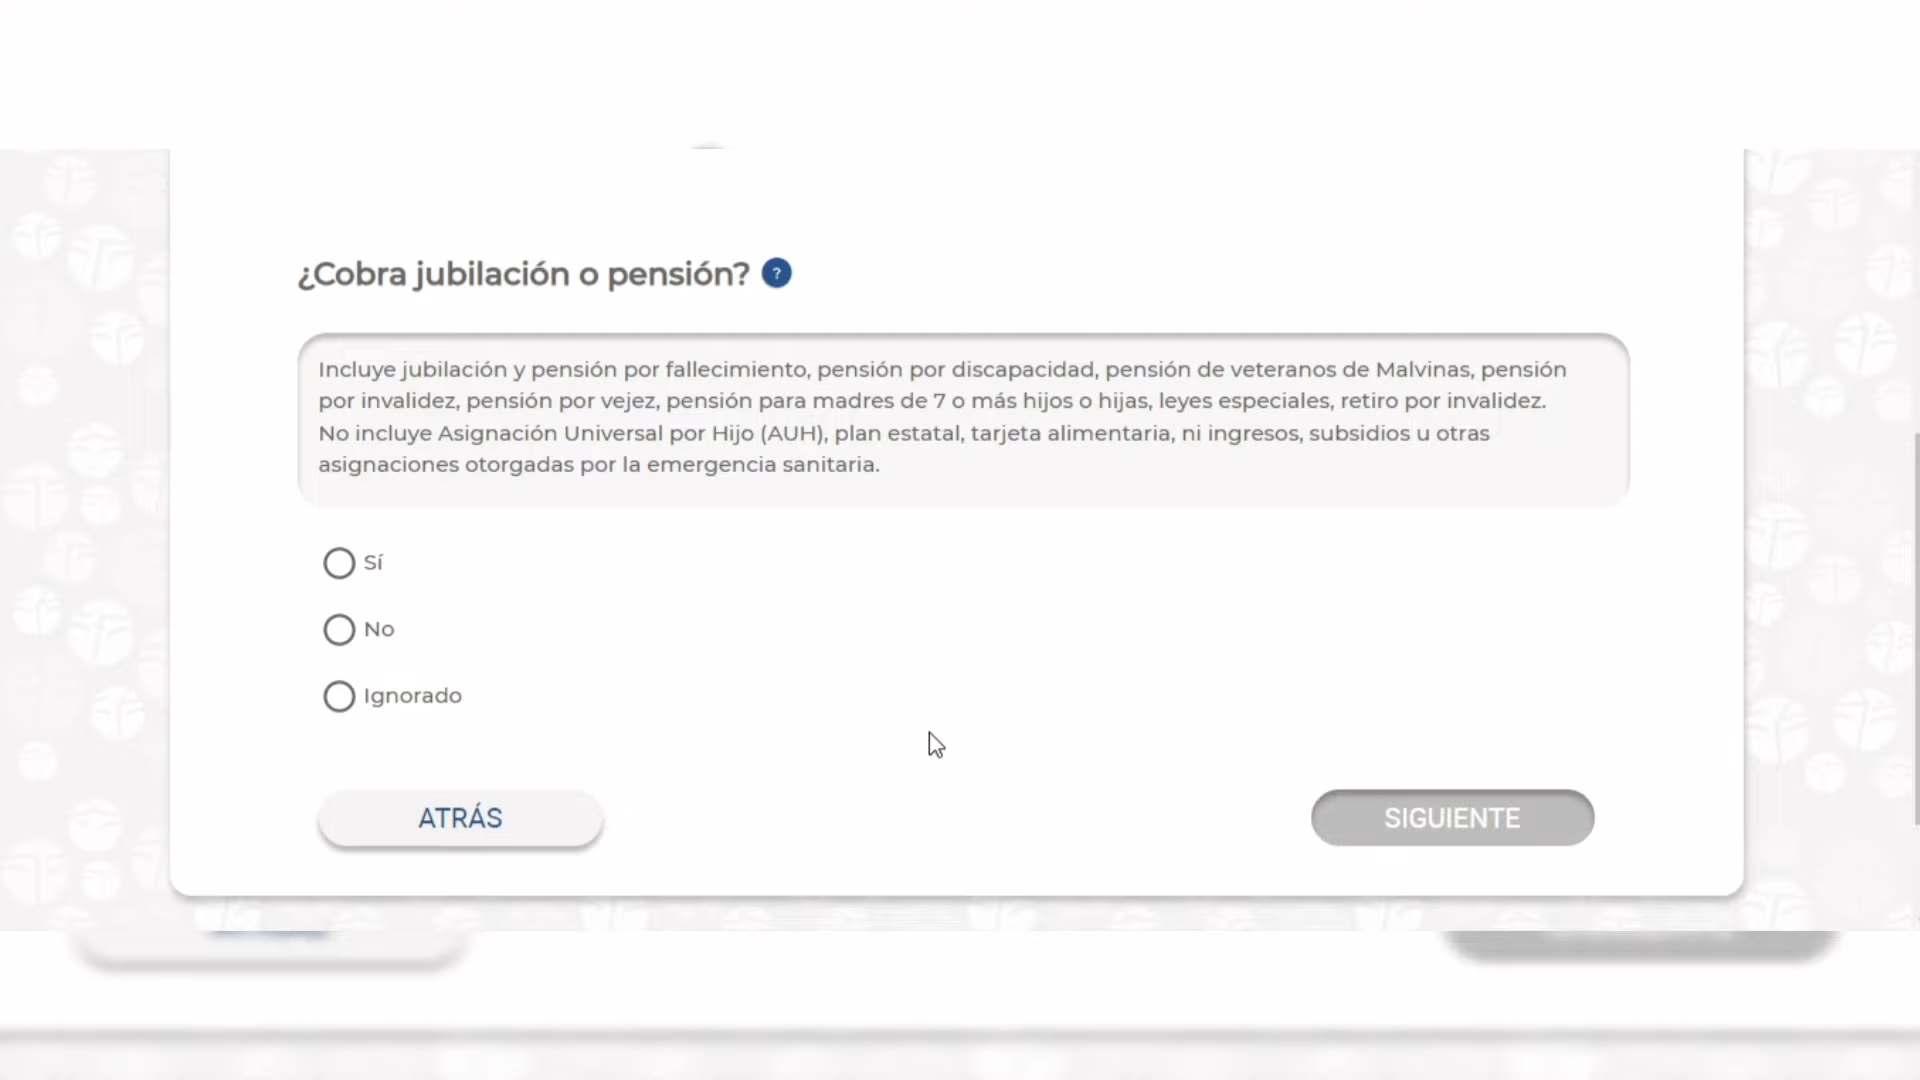 ¿Cobra jubilación o pensión? ?
Incluye jubilación y pensión por fallecimiento, pensión por discapacidad, pensión de veteranos de Malvinas, pensión
por invalidez, pensión por vejez, pensión para madres de 7 o más hijos o hijas, leyes especiales, retiro por invalidez.
No incluye Asignación Universal por Hijo (AUH), plan estatal, tarjeta alimentaria, ni ingresos, subsidios u otras
asignaciones otorgadas por la emergencia sanitaria.
Sí
No
Ignorado
ATRÁS
SIGUIENTE